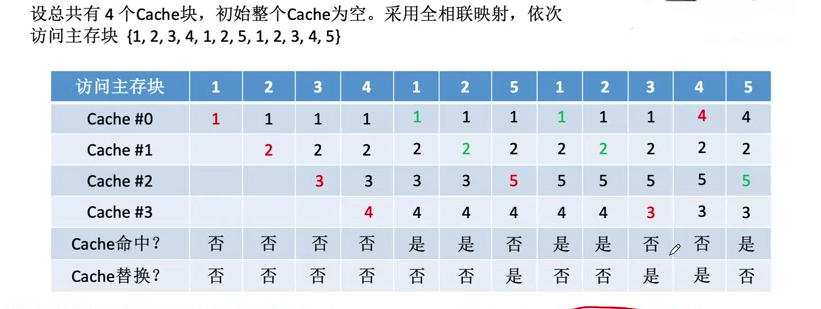 设总共有 4 个Cache块，初始整个Cache为空。采用全相联映射，依次
访问主存块 {1, 2, 3, 4, 1, 2, 5, 1, 2, 3, 4, 5}
访问主存块 1 2 3 4 1 2 5 1 2 3 4 5
Cache #0 1 1 1 1 1 1 1 1 1 1 4 4
Cache #1 2 2 2 2 2 2 2 2 2 2 2
Cache #2 3 3 3 3 5 5 5 5 5 5
Cache #3 4 4 4 4 4 4 3 3 3
Cache命中？ 否 否 否 否 是 是 否 是 是 否 否 是
Cache替换？ 否 否 否 否 否 否 是 否 否 是 是 否